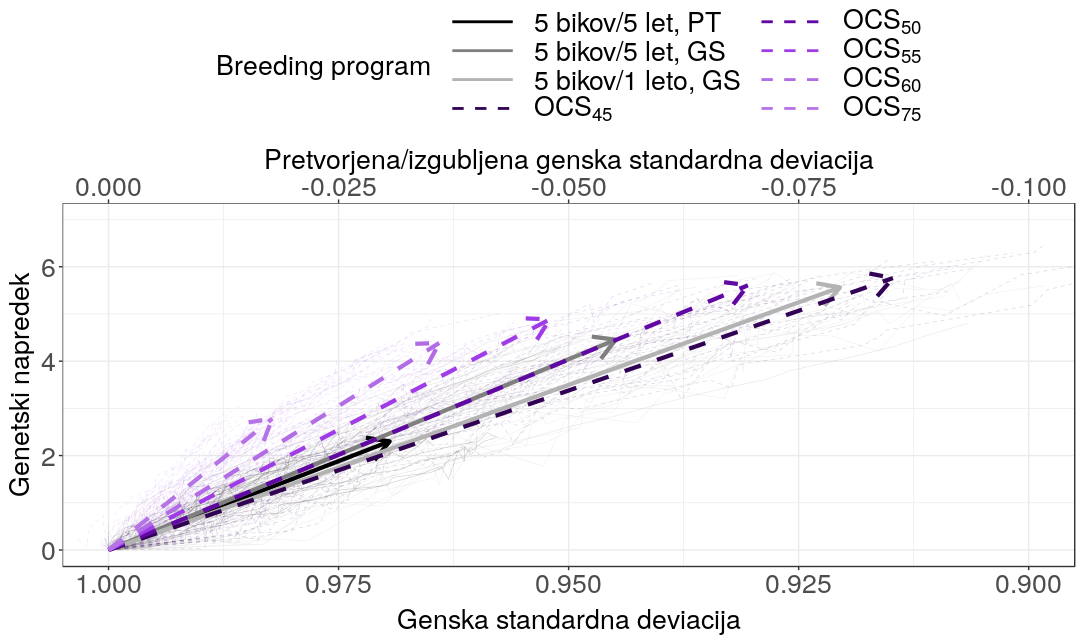 Breeding program
5 bikov/5 let, PT
5 bikov/5 let, GS
5 bikov/1 leto, GS
OCS45
OCS50
OCS55
OCS60
OCS75
Pretvorjena/izgubljena genska standardna deviacija
0.000 -0.025 -0.050 -0.075 -0.100
Genetski napredek
6
4
2
0
1.000 0.975 0.950 0.925 0.900
Genska standardna deviacija